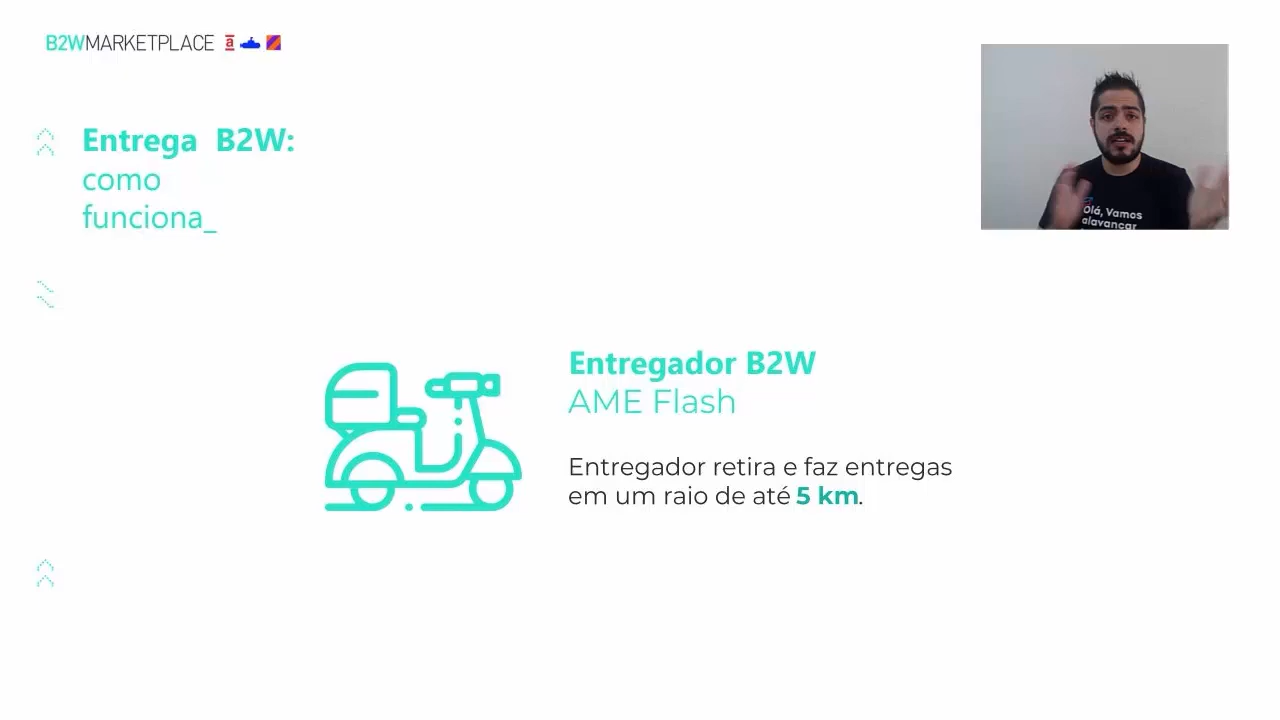 B2WMARKETPLACE a
Entrega B2W:
como
funciona_
Olá, Vamos
alavancar
Entregador B2W
AME Flash
Entregador retira e faz entregas
em um raio de até 5 km.